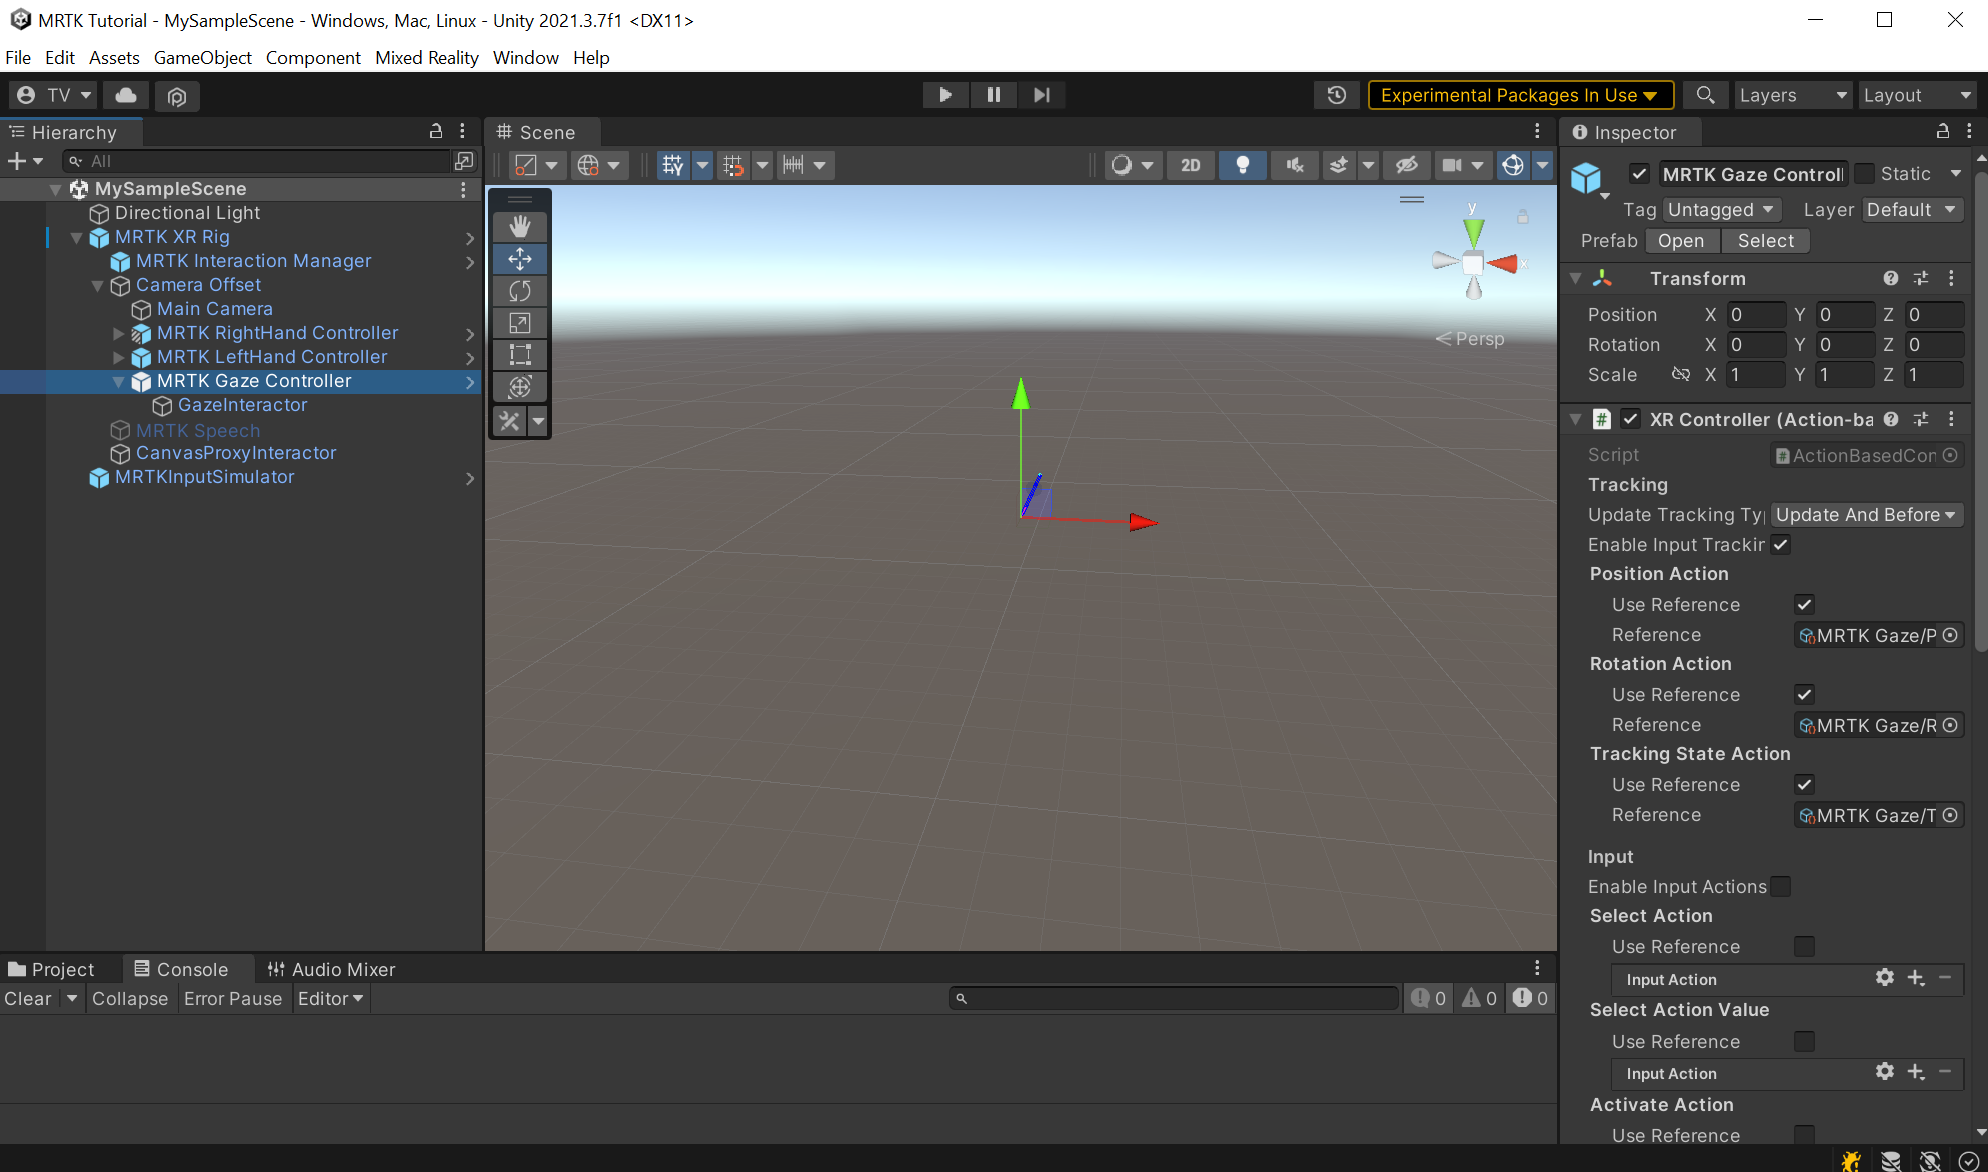 MRTK Tutorial - MySampleScene - Windows, Mac, Linux - Unity 2021.3.7f1 <DX11>
File Edit Assets GameObject Component Mixed Reality Window Help
TV Experimental Packages In Use Layers Layout
Hierarchy
All
MySampleScene
Directional Light
MRTK XR Rig
MRTK Interaction Manager
Camera Offset
Main Camera
MRTK RightHand Controller
MRTK LeftHand Controller
MRTK Gaze Controller
GazeInteractor
MRTK Speech
CanvasProxyInteractor
MRTKInputSimulator
Scene
2D
y
x
Persp
Inspector
MRTK Gaze Controll Static
Tag Untagged Layer Default
Prefab Open Select
Transform
Position X 0 Y 0 Z 0
Rotation X 0 Y 0 Z 0
Scale X 1 Y 1 Z 1
# XR Controller (Action-ba
Script #ActionBasedCon
Tracking
Update Tracking Ty Update And Before
Enable Input Trackin
Position Action
Use Reference
Reference MRTK Gaze/P
Rotation Action
Use Reference
Reference MRTK Gaze/R
Tracking State Action
Use Reference
Reference MRTK Gaze/T
Input
Enable Input Actions
Select Action
Use Reference
Input Action
Select Action Value
Use Reference
Input Action
Activate Action
Use Reference
Project Console Audio Mixer
Clear Collapse Error Pause Editor 0 0 0